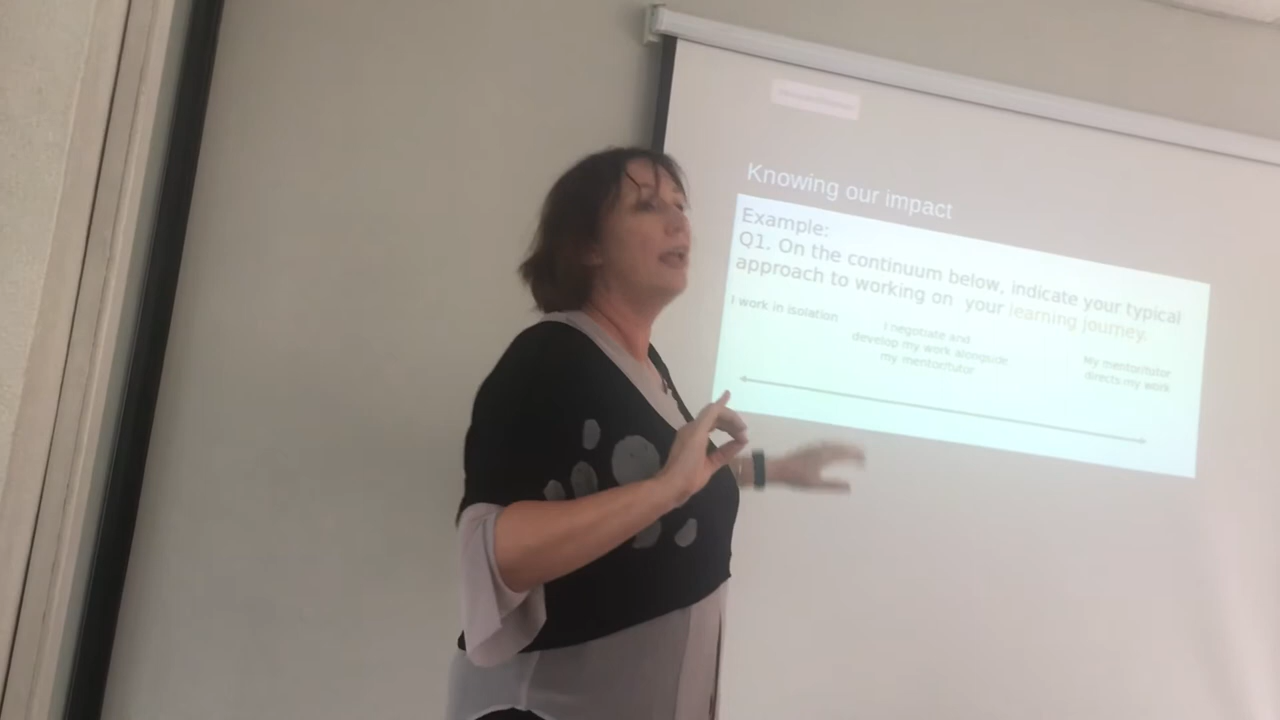 Knowing our impact
Example:
Q1. On the continuum below, indicate your typical
approach to working on your learning journey.
I work in isolation
I negotiate and
develop my work alongside
my mentor/tutor
My mentor/tutor
directs my work